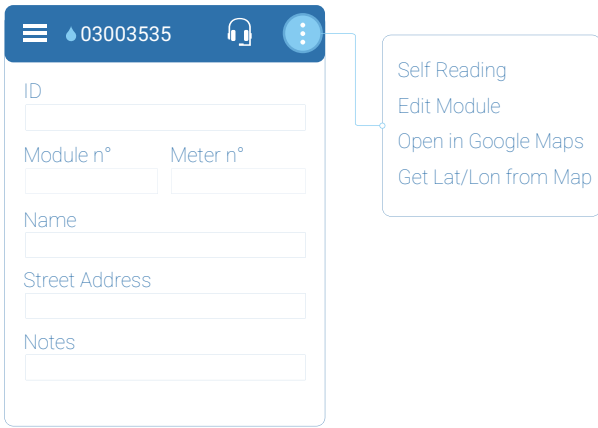 03003535
ID
Module n°
Meter n°
Name
Street Address
Notes
Self Reading
Edit Module
Open in Google Maps
Get Lat/Lon from Map